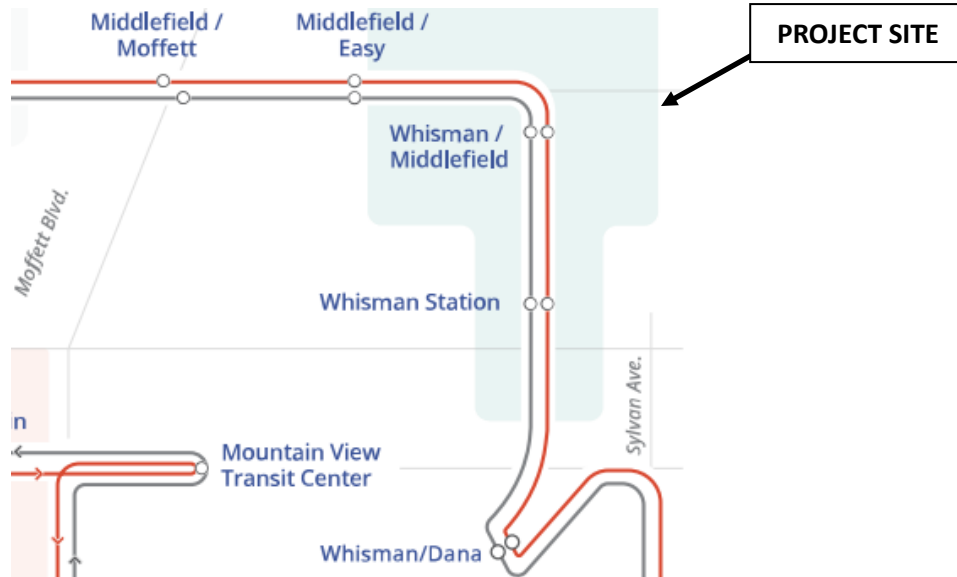 Middlefield /
Moffett
Middlefield /
Easy
PROJECT SITE
Whisman /
Middlefield
Moffett Blvd.
Whisman Station
Sylvan Ave.
in
Mountain View
Transit Center
Whisman/Dana